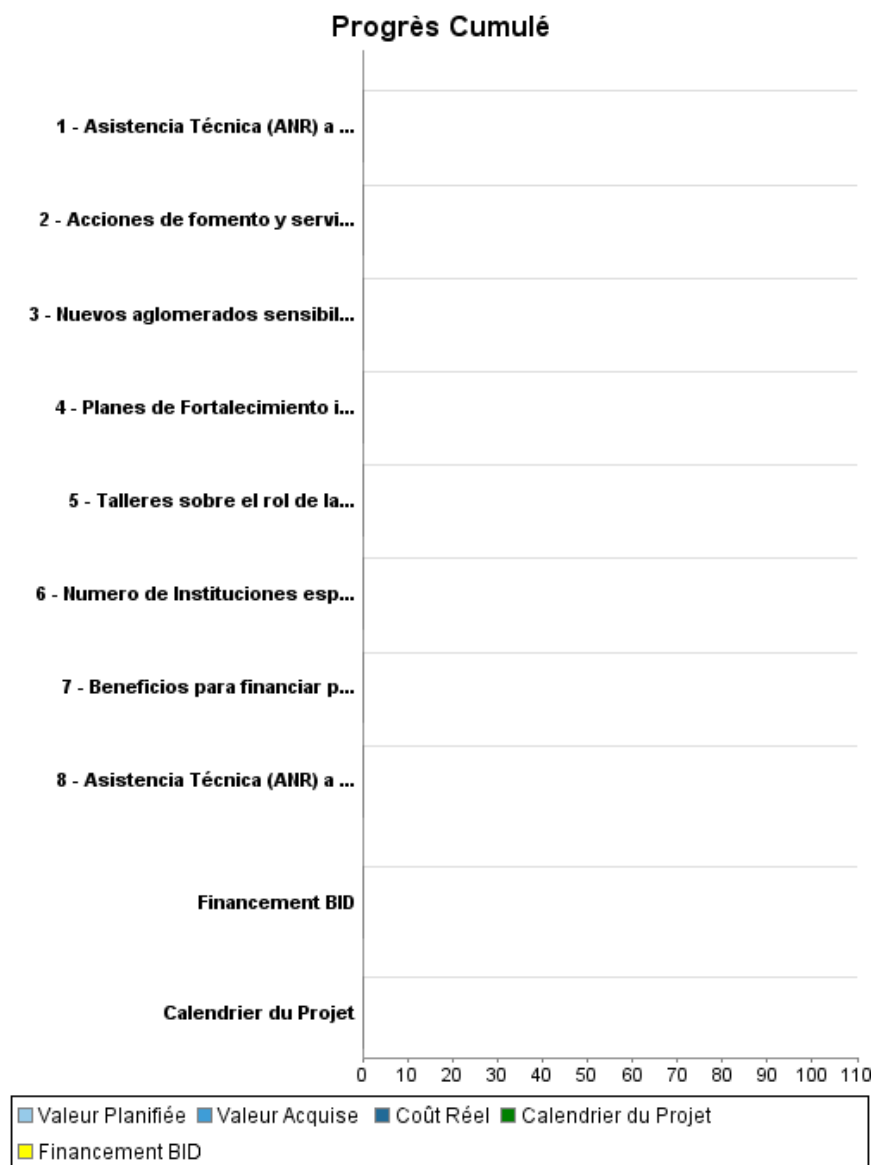 Progrès Cumulé
1 - Asistencia Técnica (ANR) a ...
2 - Acciones de fomento y servi...
3 - Nuevos aglomerados sensibil...
4 - Planes de Fortalecimiento i...
5 - Talleres sobre el rol de la...
6 - Numero de Instituciones esp...
7 - Beneficios para financiar p...
8 - Asistencia Técnica (ANR) a ...
Financement BID
Calendrier du Projet
0 10 20 30 40 50 60 70 80 90 100 110
Valeur Planifiée Valeur Acquise Coût Réel Calendrier du Projet
Financement BID